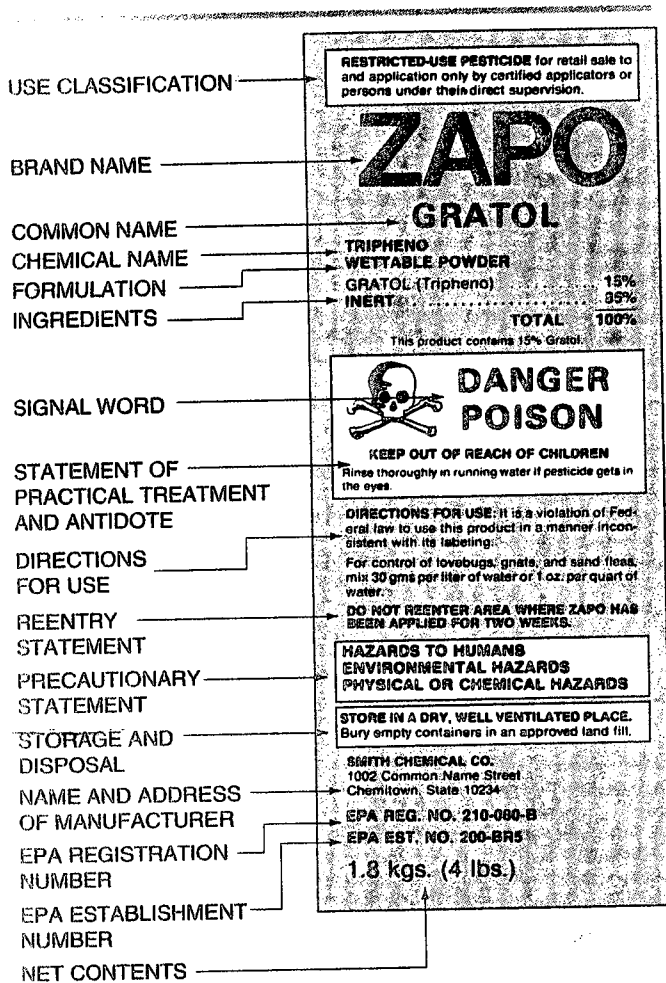 USE CLASSIFICATION
RESTRICTED-USE PESTICIDE for retail sale to
and application only by certified applicators or
persons under their direct supervision.
BRAND NAME
ZAPO
COMMON NAME
GRATOL
CHEMICAL NAME
TRIPHENO
FORMULATION
WETTABLE POWDER
INGREDIENTS
GRATOL (Tripheno) . . . . . . . . . . . 15%
INERT . . . . . . . . . . . . . . . . . . . . 85%
TOTAL 100%
This product contains 15% Gratol.
SIGNAL WORD
DANGER
POISON
KEEP OUT OF REACH OF CHILDREN
STATEMENT OF
PRACTICAL TREATMENT
AND ANTIDOTE
Rinse thoroughly in running water if pesticide gets in
the eyes.
DIRECTIONS
FOR USE
DIRECTIONS FOR USE: It is a violation of Fed-
eral law to use this product in a manner incon-
sistent with its labeling.
For control of lovebugs, gnats, and sand fleas,
mix 30 gms per liter of water or 1 oz. per quart of
water.
REENTRY
STATEMENT
DO NOT REENTER AREA WHERE ZAPO HAS
BEEN APPLIED FOR TWO WEEKS.
PRECAUTIONARY
STATEMENT
HAZARDS TO HUMANS
ENVIRONMENTAL HAZARDS
PHYSICAL OR CHEMICAL HAZARDS
STORAGE AND
DISPOSAL
STORE IN A DRY, WELL VENTILATED PLACE.
Bury empty containers in an approved land fill.
NAME AND ADDRESS
OF MANUFACTURER
SMITH CHEMICAL CO.
1002 Common Name Street
Chemitown, State 10234
EPA REGISTRATION
NUMBER
EPA REG. NO. 210-080-B
EPA ESTABLISHMENT
NUMBER
EPA EST. NO. 200-BR5
NET CONTENTS
1.8 kgs. (4 lbs.)